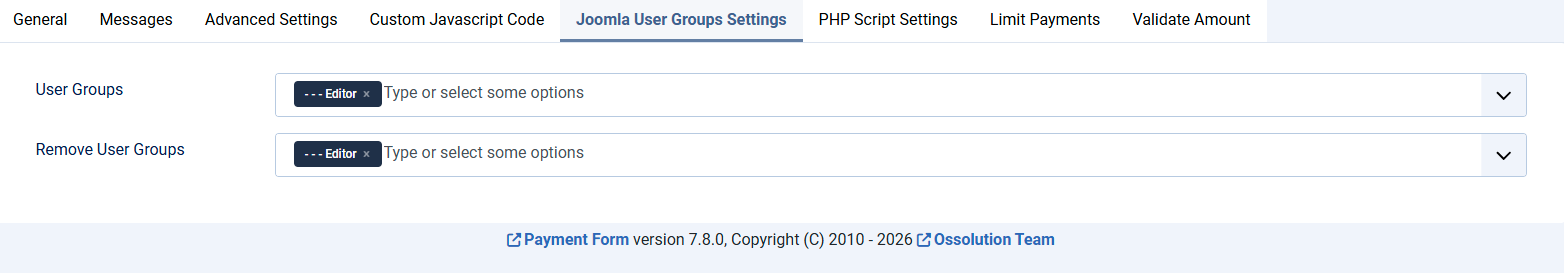 General Messages Advanced Settings Custom Javascript Code Joomla User Groups Settings PHP Script Settings Limit Payments Validate Amount
User Groups - - - Editor × Type or select some options
Remove User Groups - - - Editor × Type or select some options
Payment Form version 7.8.0, Copyright (C) 2010 - 2026 Ossolution Team